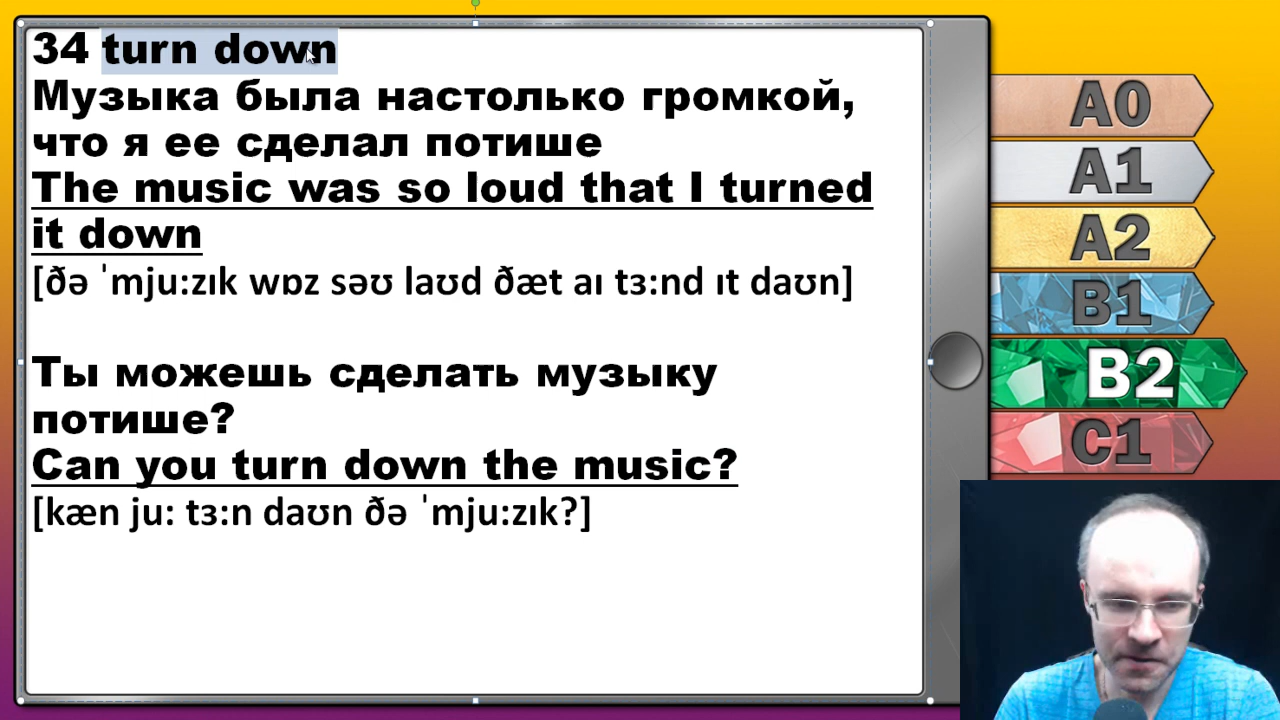 34 turn down
Музыка была настолько громкой,
что я ее сделал потише
The music was so loud that I turned
it down
[ðə ˈmju:zɪk wɒz səʊ laʊd ðæt aɪ tɜ:nd ɪt daʊn]
Ты можешь сделать музыку
потише?
Can you turn down the music?
[kæn ju: tɜ:n daʊn ðə ˈmju:zɪk?]
A0
A1
A2
B1
B2
C1